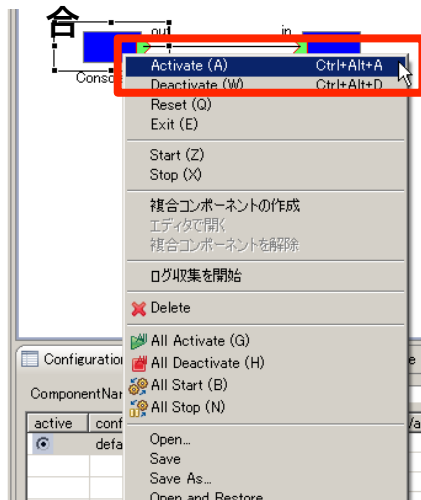 合
out in
Conso
Activate (A) Ctrl+Alt+A
Deactivate (W) Ctrl+Alt+D
Reset (Q)
Exit (E)
Start (Z)
Stop (X)
複合コンポーネントの作成
エディタで開く
複合コンポーネントを解除
ログ収集を開始
Delete
All Activate (G)
Configuration
All Deactivate (H)
e
ComponentNar
All Start (B)
All Stop (N)
active conf
defa
Open...
Save
Save As...
Open and Restore